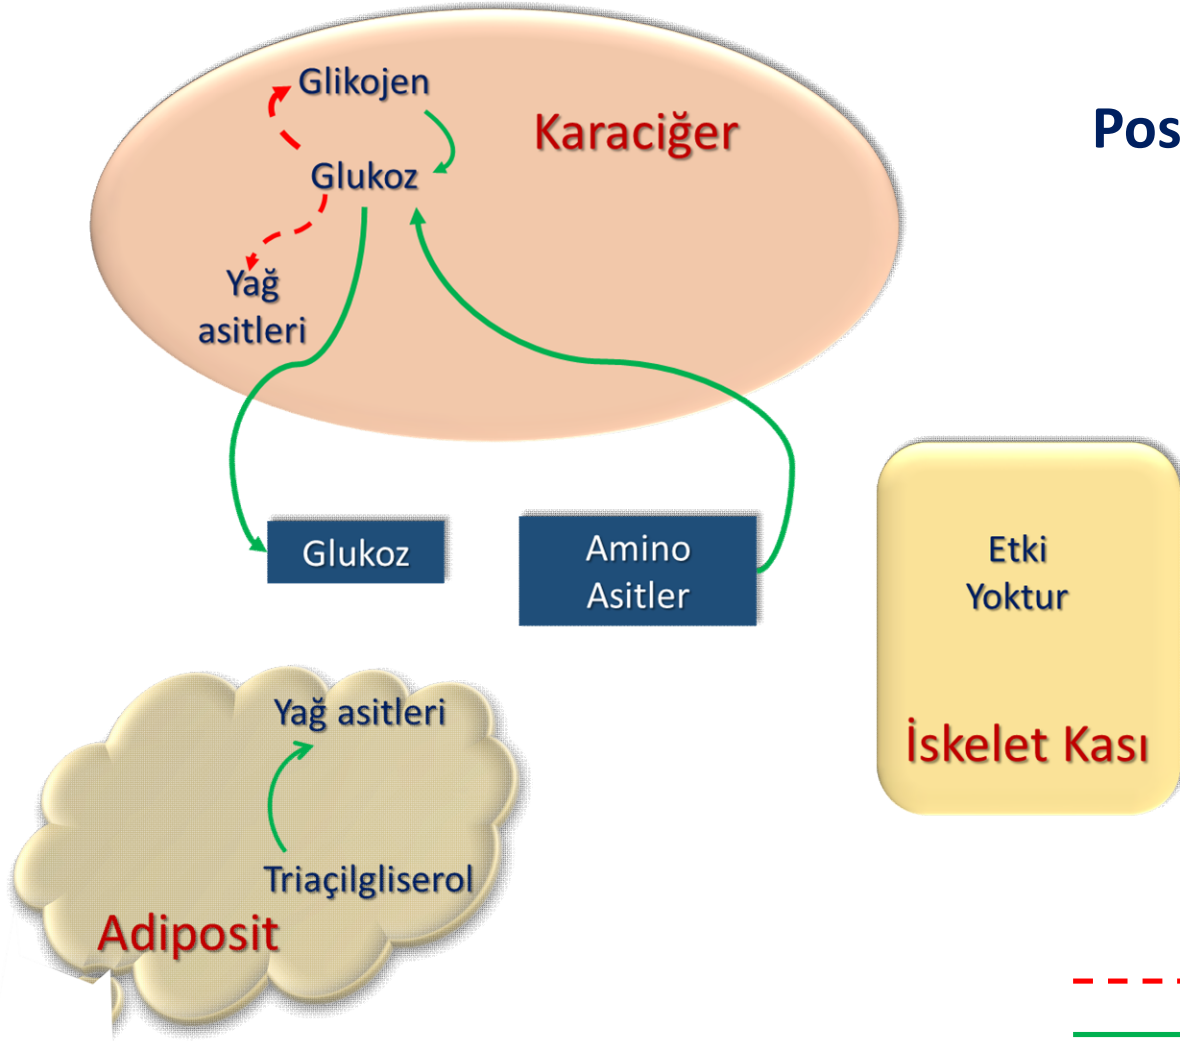 Glikojen
Karaciğer
Pos
Glukoz
Yağ
asitleri
Glukoz
Amino
Asitler
Etki
Yoktur
İskelet Kası
Yağ asitleri
Triaçilgliserol
Adiposit